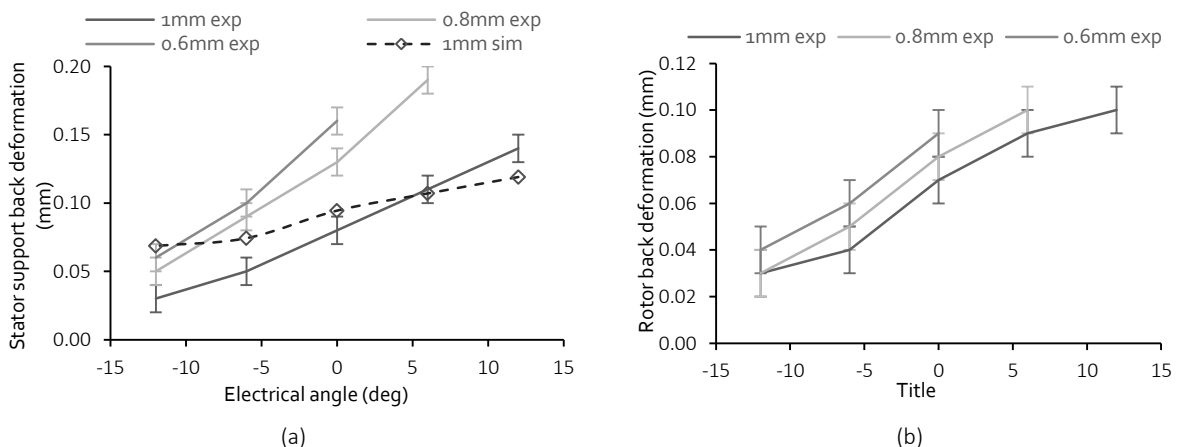 1mm exp
0.8mm exp
0.6mm exp
1mm sim
Stator support back deformation
(mm)
0.20
0.15
0.10
0.05
0.00
-15
-10
-5
0
5
10
15
Electrical angle (deg)
(a)
1mm exp
0.8mm exp
0.6mm exp
Rotor back deformation (mm)
0.12
0.10
0.08
0.06
0.04
0.02
0.00
-15
-10
-5
0
5
10
15
Title
(b)